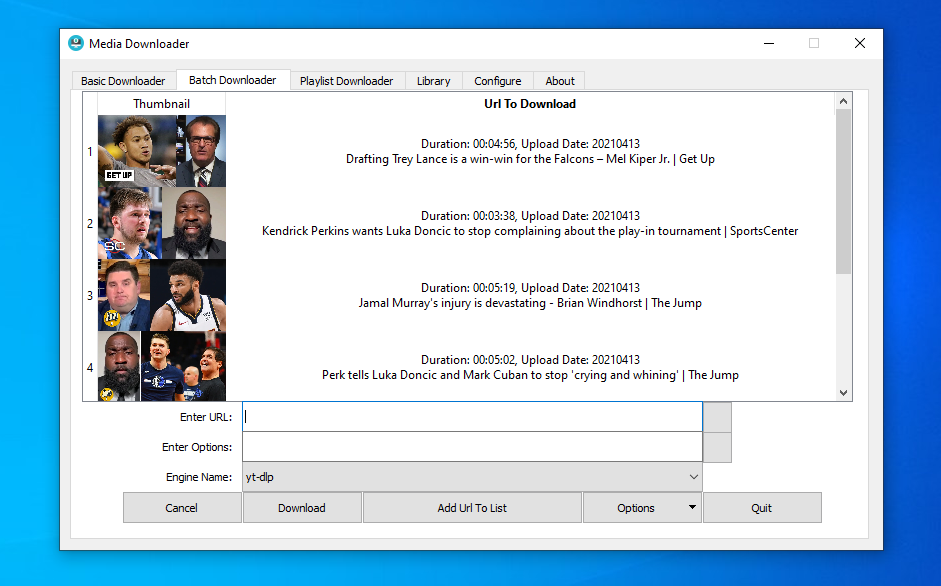 Media Downloader
Basic Downloader Batch Downloader Playlist Downloader Library Configure About
Thumbnail Url To Download
1
GET UP
Duration: 00:04:56, Upload Date: 20210413
Drafting Trey Lance is a win-win for the Falcons – Mel Kiper Jr. | Get Up
2
SC
Duration: 00:03:38, Upload Date: 20210413
Kendrick Perkins wants Luka Doncic to stop complaining about the play-in tournament | SportsCenter
3
Duration: 00:05:19, Upload Date: 20210413
Jamal Murray's injury is devastating - Brian Windhorst | The Jump
4
Duration: 00:05:02, Upload Date: 20210413
Perk tells Luka Doncic and Mark Cuban to stop 'crying and whining' | The Jump
Enter URL:
Enter Options:
Engine Name: yt-dlp
Cancel Download Add Url To List Options Quit